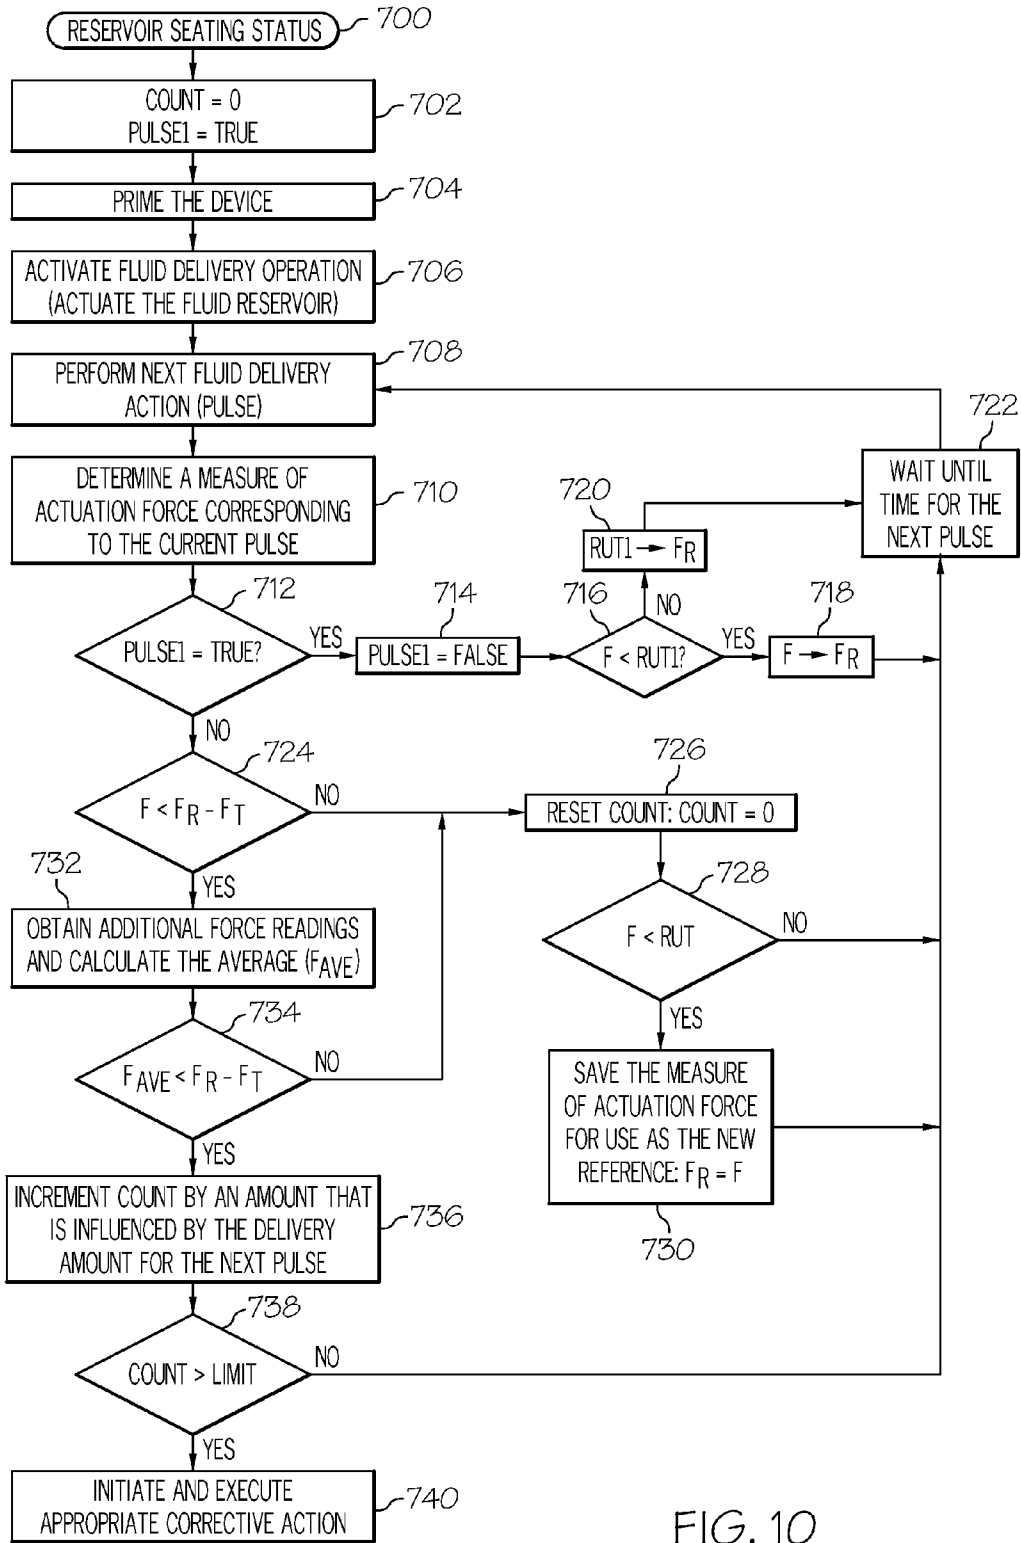 RESERVOIR SEATING STATUS
700
COUNT = 0
PULSE1 = TRUE
702
PRIME THE DEVICE
704
ACTIVATE FLUID DELIVERY OPERATION
(ACTUATE THE FLUID RESERVOIR)
706
PERFORM NEXT FLUID DELIVERY
ACTION (PULSE)
708
DETERMINE A MEASURE OF
ACTUATION FORCE CORRESPONDING
TO THE CURRENT PULSE
710
722
WAIT UNTIL
TIME FOR THE
NEXT PULSE
720
RUT1 → FR
712
PULSE1 = TRUE?
YES
714
PULSE1 = FALSE
716
NO
F < RUT1?
YES
718
F → FR
NO
724
F < FR - FT
NO
726
RESET COUNT: COUNT = 0
YES
728
F < RUT
NO
YES
732
OBTAIN ADDITIONAL FORCE READINGS
AND CALCULATE THE AVERAGE (FAVE)
734
FAVE < FR - FT
NO
SAVE THE MEASURE
OF ACTUATION FORCE
FOR USE AS THE NEW
REFERENCE: FR = F
730
YES
INCREMENT COUNT BY AN AMOUNT THAT
IS INFLUENCED BY THE DELIVERY
AMOUNT FOR THE NEXT PULSE
736
738
COUNT > LIMIT
NO
YES
INITIATE AND EXECUTE
APPROPRIATE CORRECTIVE ACTION
740
FIG. 10